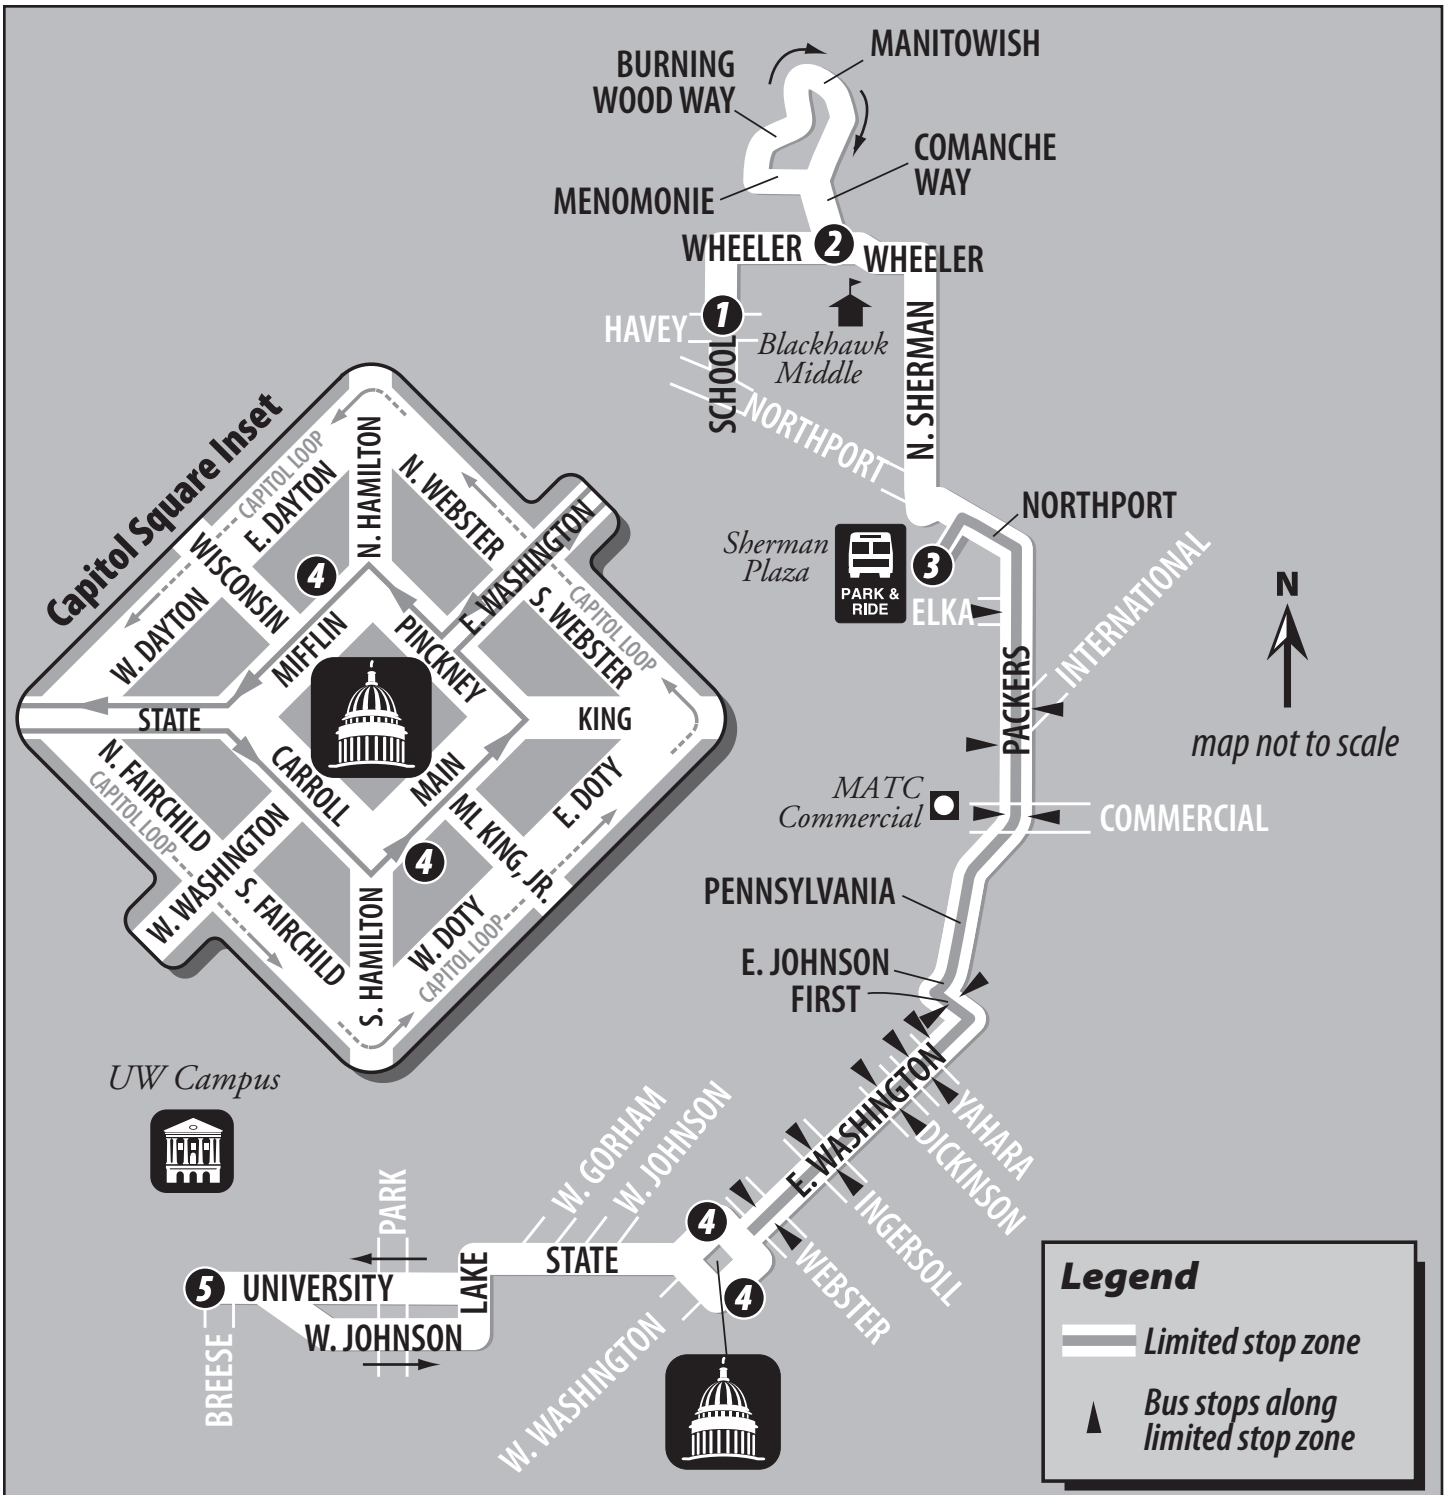 MANITOWISH
BURNING
WOOD WAY
COMANCHE
WAY
MENOMONIE
WHEELER
2
WHEELER
1
HAVEY
Blackhawk
Middle
SCHOOL
N. SHERMAN
NORTHPORT
NORTHPORT
Sherman
Plaza
PARK &
RIDE
3
ELKA
INTERNATIONAL
PACKERS
N
map not to scale
MATC
Commercial
COMMERCIAL
PENNSYLVANIA
E. JOHNSON
FIRST
E. WASHINGTON
YAHARA
DICKINSON
INGERSOLL
WEBSTER
Capitol Square Inset
CAPITOL LOOP
E. DAYTON
N. HAMILTON
N. WEBSTER
E. WASHINGTON
WISCONSIN
4
W. DAYTON
MIFFLIN
PINCKNEY
S. WEBSTER
CAPITOL LOOP
STATE
KING
N. FAIRCHILD
CAPITOL LOOP
CARROLL
MAIN
ML KING, JR.
E. DOTY
W. WASHINGTON
S. FAIRCHILD
4
S. HAMILTON
W. DOTY
CAPITOL LOOP
UW Campus
W. GORHAM
W. JOHNSON
PARK
4
STATE
LAKE
5
UNIVERSITY
4
W. JOHNSON
BREESE
W. WASHINGTON
Legend
Limited stop zone
Bus stops along
limited stop zone